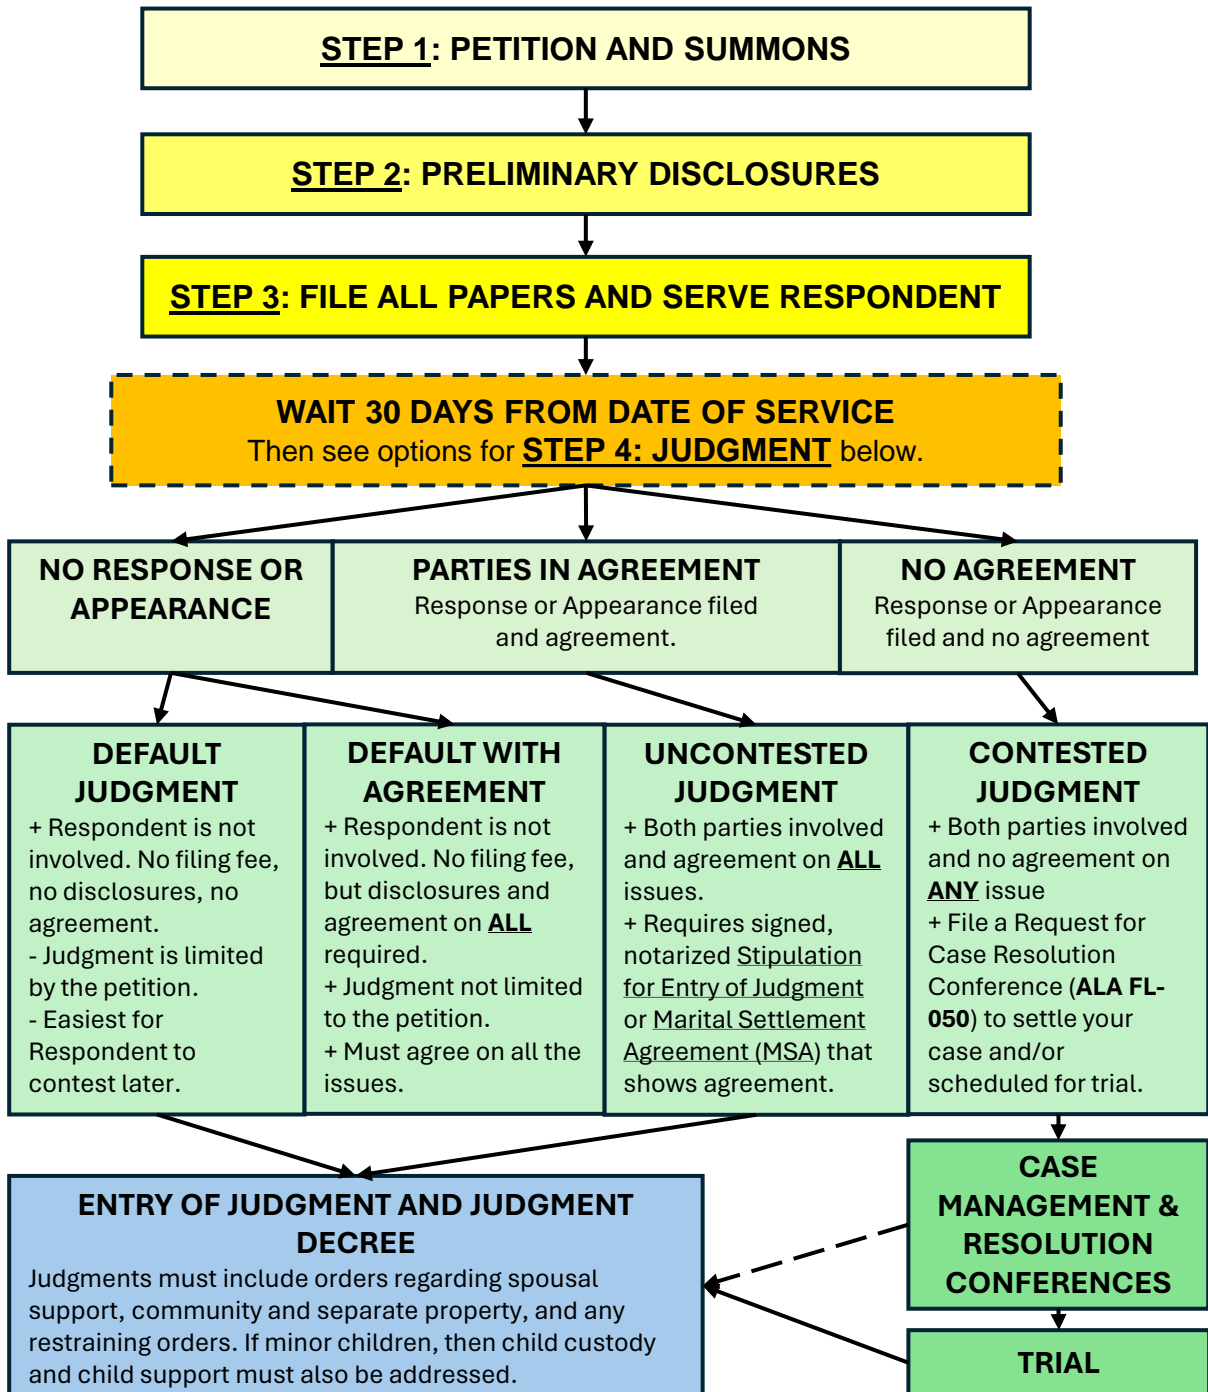 STEP 1: PETITION AND SUMMONS
STEP 2: PRELIMINARY DISCLOSURES
STEP 3: FILE ALL PAPERS AND SERVE RESPONDENT
WAIT 30 DAYS FROM DATE OF SERVICE
Then see options for STEP 4: JUDGMENT below.
NO RESPONSE OR
APPEARANCE
PARTIES IN AGREEMENT
Response or Appearance filed
and agreement.
NO AGREEMENT
Response or Appearance
filed and no agreement
DEFAULT
JUDGMENT
+ Respondent is not
involved. No filing fee,
no disclosures, no
agreement.
- Judgment is limited
by the petition.
- Easiest for
Respondent to
contest later.
DEFAULT WITH
AGREEMENT
+ Respondent is not
involved. No filing fee,
but disclosures and
agreement on ALL
required.
+ Judgment not limited
to the petition.
+ Must agree on all the
issues.
UNCONTESTED
JUDGMENT
+ Both parties involved
and agreement on ALL
issues.
+ Requires signed,
notarized Stipulation
for Entry of Judgment
or Marital Settlement
Agreement (MSA) that
shows agreement.
CONTESTED
JUDGMENT
+ Both parties involved
and no agreement on
ANY issue
+ File a Request for
Case Resolution
Conference (ALA FL-
050) to settle your
case and/or
scheduled for trial.
ENTRY OF JUDGMENT AND JUDGMENT
DECREE
Judgments must include orders regarding spousal
support, community and separate property, and any
restraining orders. If minor children, then child custody
and child support must also be addressed.
CASE
MANAGEMENT &
RESOLUTION
CONFERENCES
TRIAL